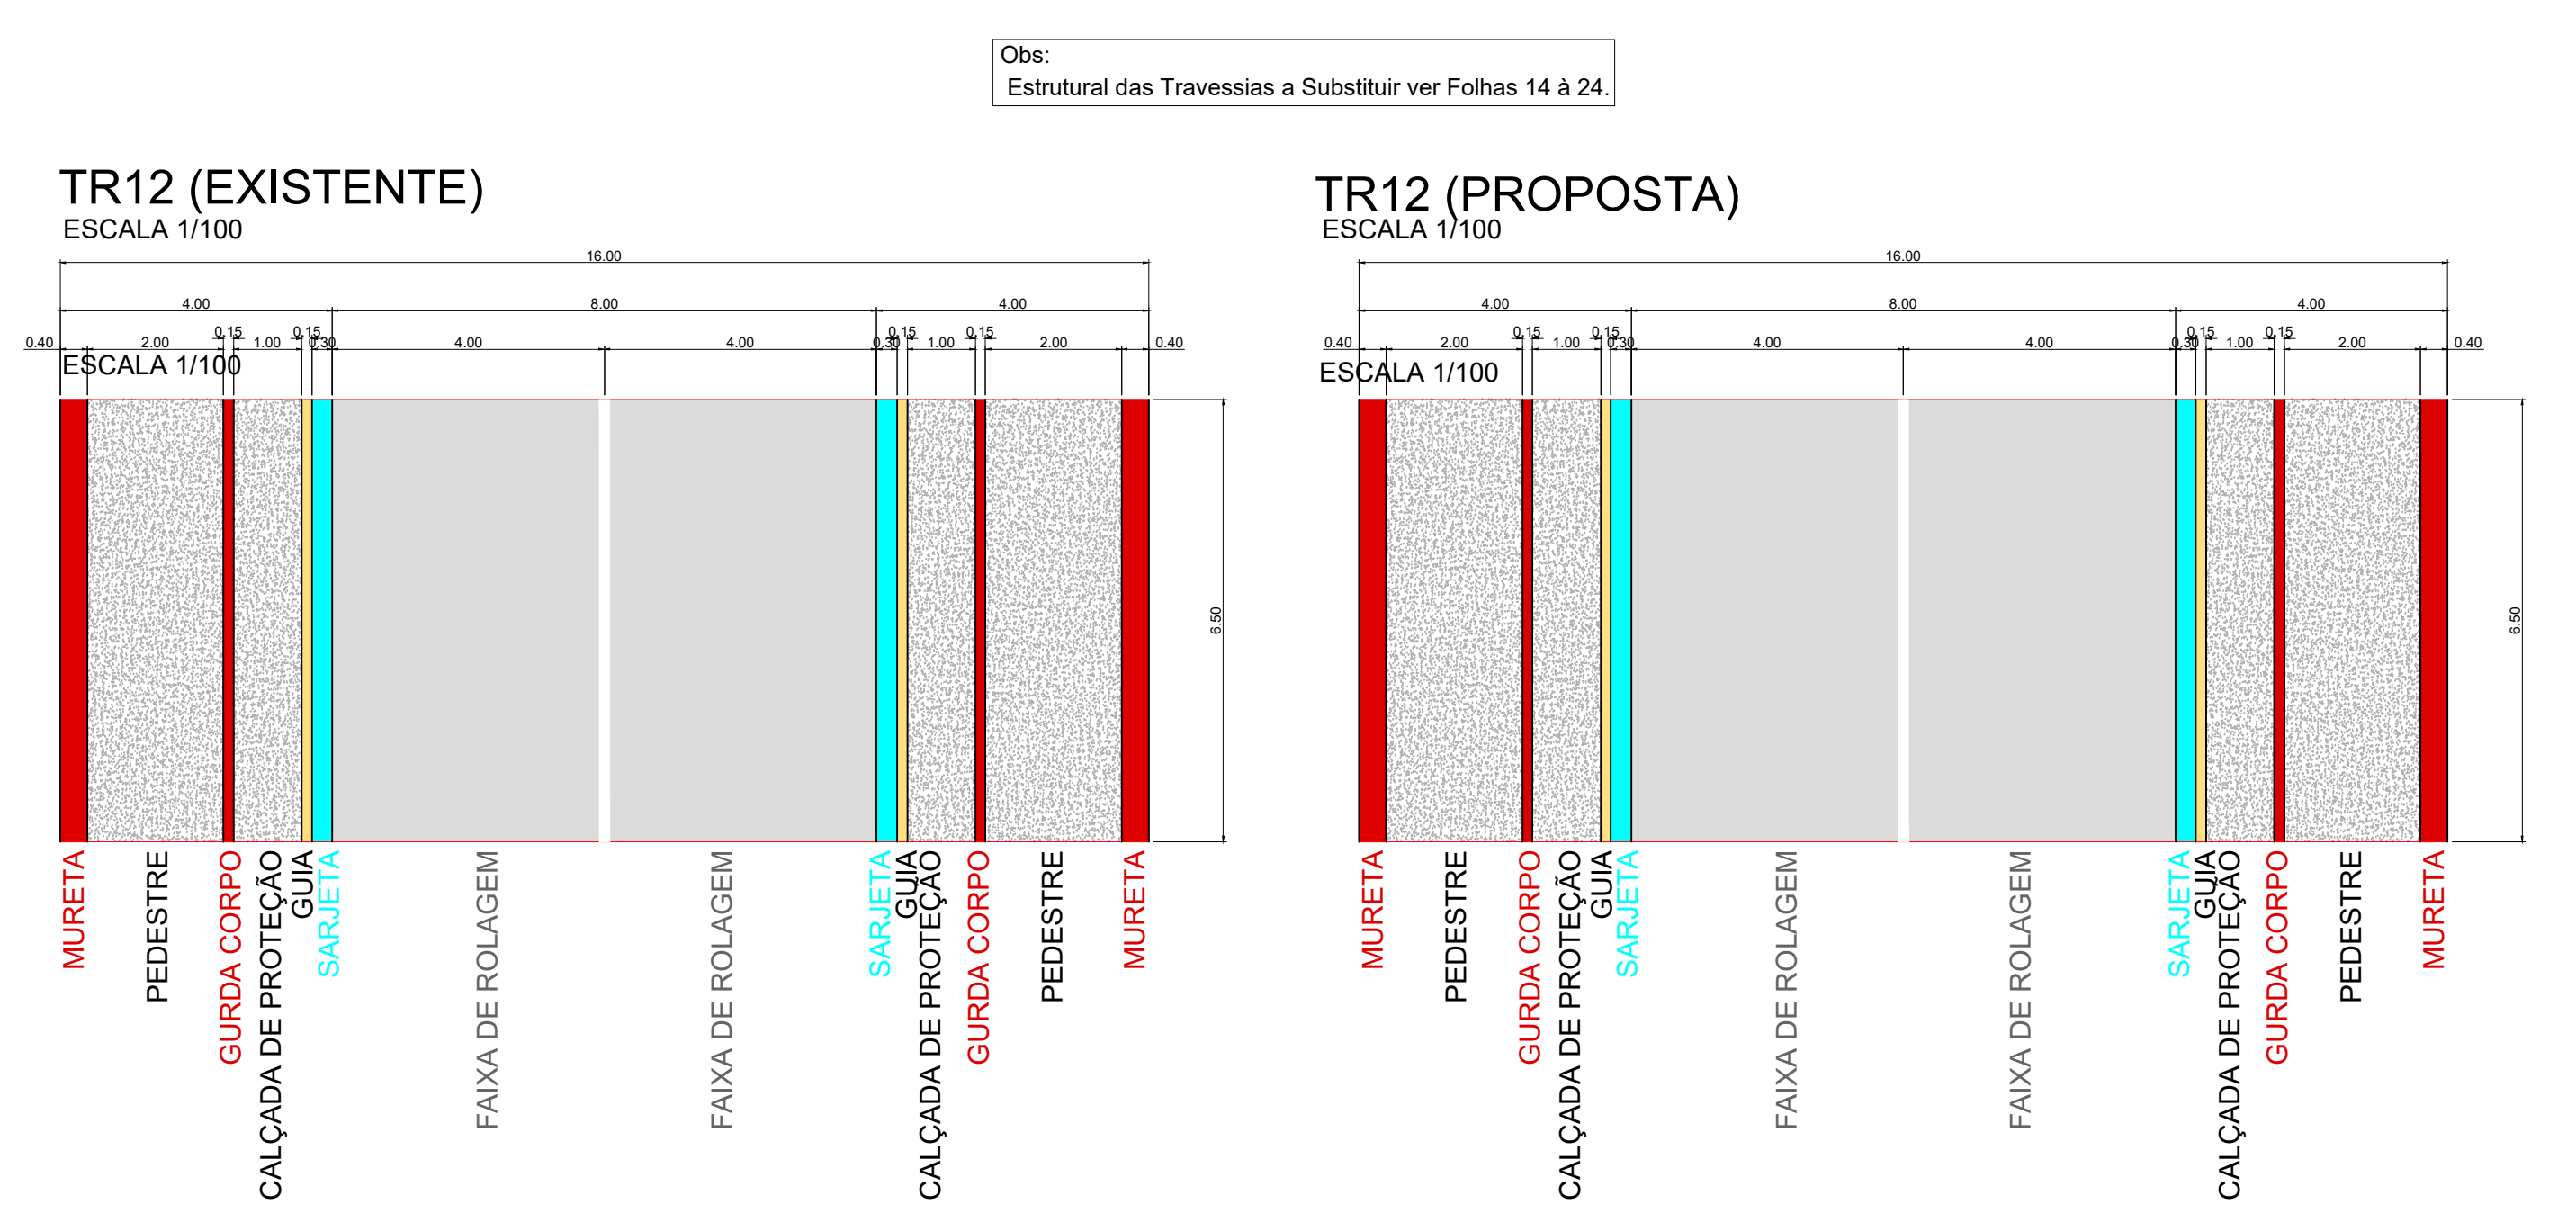 Obs:
Estrutural das Travessias a Substituir ver Folhas 14 à 24.
TR12 (EXISTENTE)
ESCALA 1/100
16.00
4.00 8.00 4.00
0.15 0.15 0.15 0.15
0.40 2.00 1.00 0.30 4.00 4.00 0.30 1.00 2.00 0.40
ESCALA 1/100
6.50
MURETA
PEDESTRE
GURDA CORPO
CALÇADA DE PROTEÇÃO
GUIA
SARJETA
FAIXA DE ROLAGEM
FAIXA DE ROLAGEM
SARJETA
GUIA
CALÇADA DE PROTEÇÃO
GURDA CORPO
PEDESTRE
MURETA
TR12 (PROPOSTA)
ESCALA 1/100
16.00
4.00 8.00 4.00
0.15 0.15 0.15 0.15
0.40 2.00 1.00 0.30 4.00 4.00 0.30 1.00 2.00 0.40
ESCALA 1/100
6.50
MURETA
PEDESTRE
GURDA CORPO
CALÇADA DE PROTEÇÃO
GUIA
SARJETA
FAIXA DE ROLAGEM
FAIXA DE ROLAGEM
SARJETA
GUIA
CALÇADA DE PROTEÇÃO
GURDA CORPO
PEDESTRE
MURETA